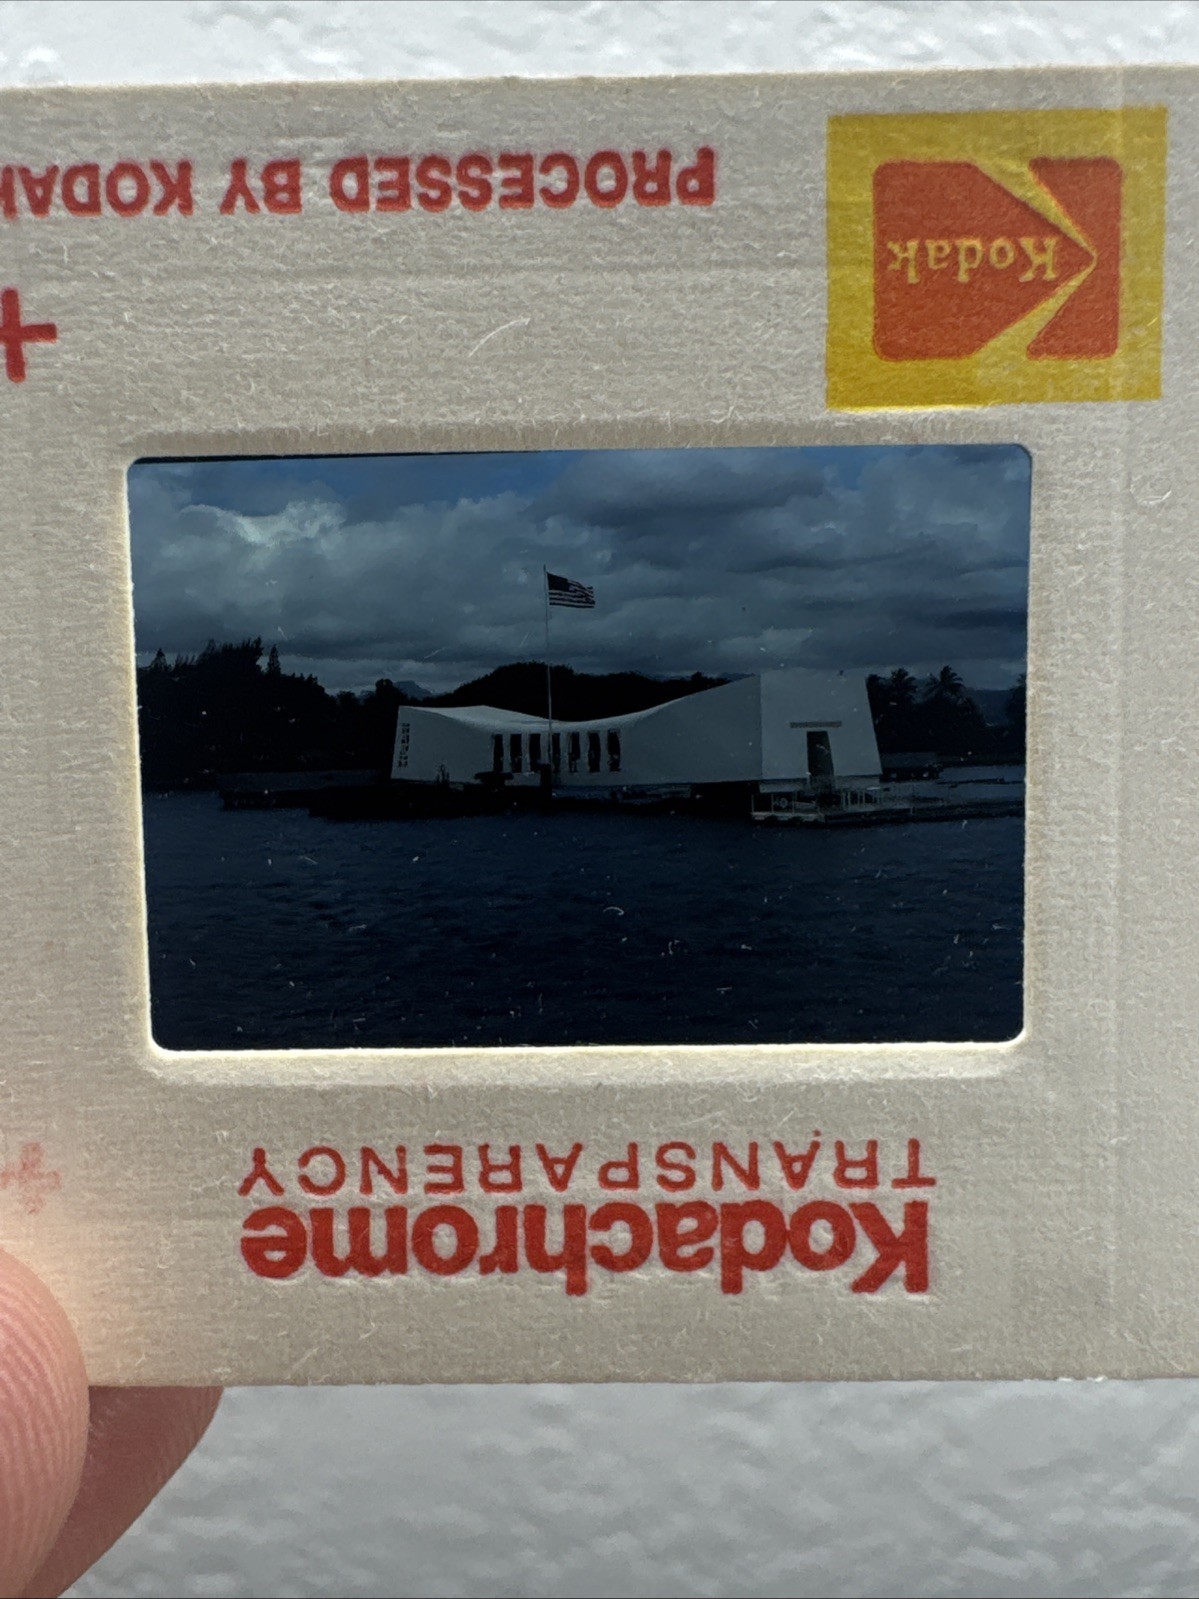 PROCESSED BY KODAK
Kodak
Kodachrome
TRANSPARENCY